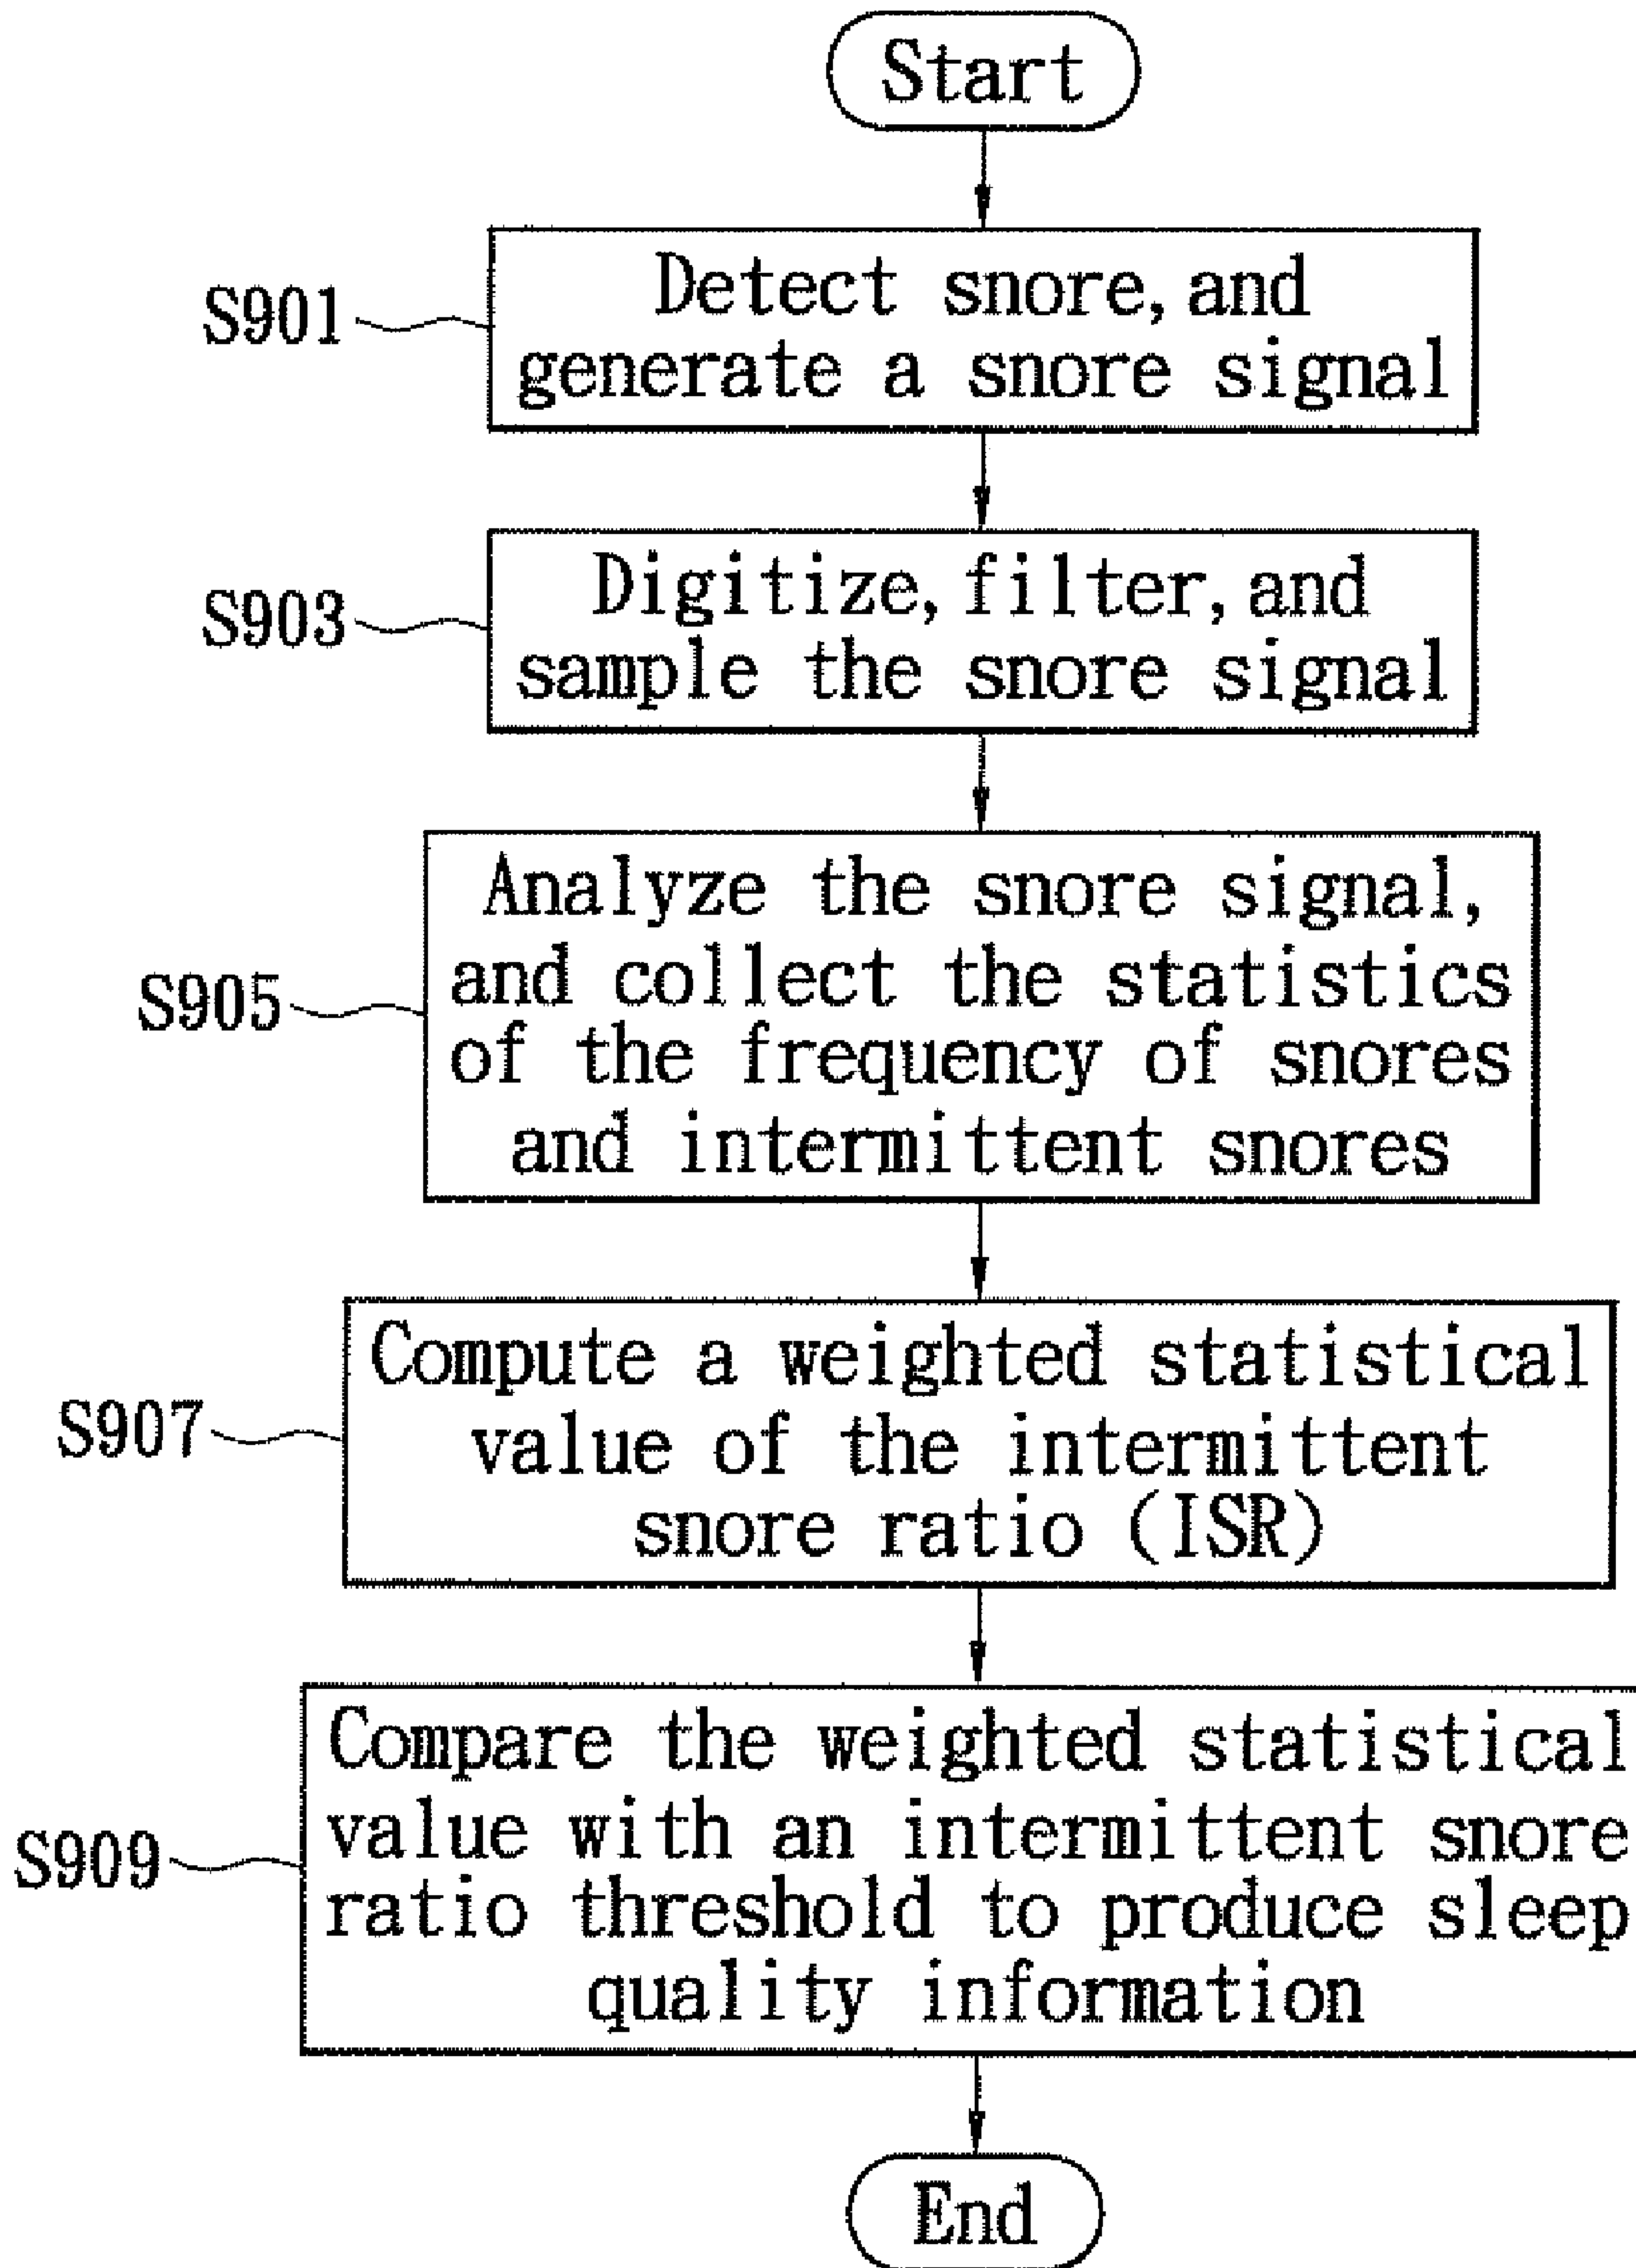 Start
S901
Detect snore, and
generate a snore signal
S903
Digitize, filter, and
sample the snore signal
S905
Analyze the snore signal,
and collect the statistics
of the frequency of snores
and intermittent snores
S907
Compute a weighted statistical
value of the intermittent
snore ratio (ISR)
S909
Compare the weighted statistical
value with an intermittent snore
ratio threshold to produce sleep
quality information
End